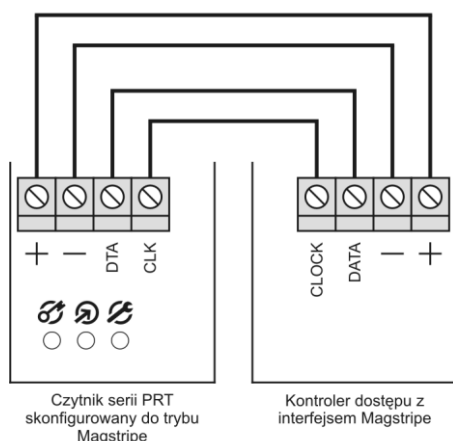 + — DTA CLK
CLOCK DATA — +
Czytnik serii PRT
skonfigurowany do trybu
Magstripe
Kontroler dostępu z
interfejsem Magstripe